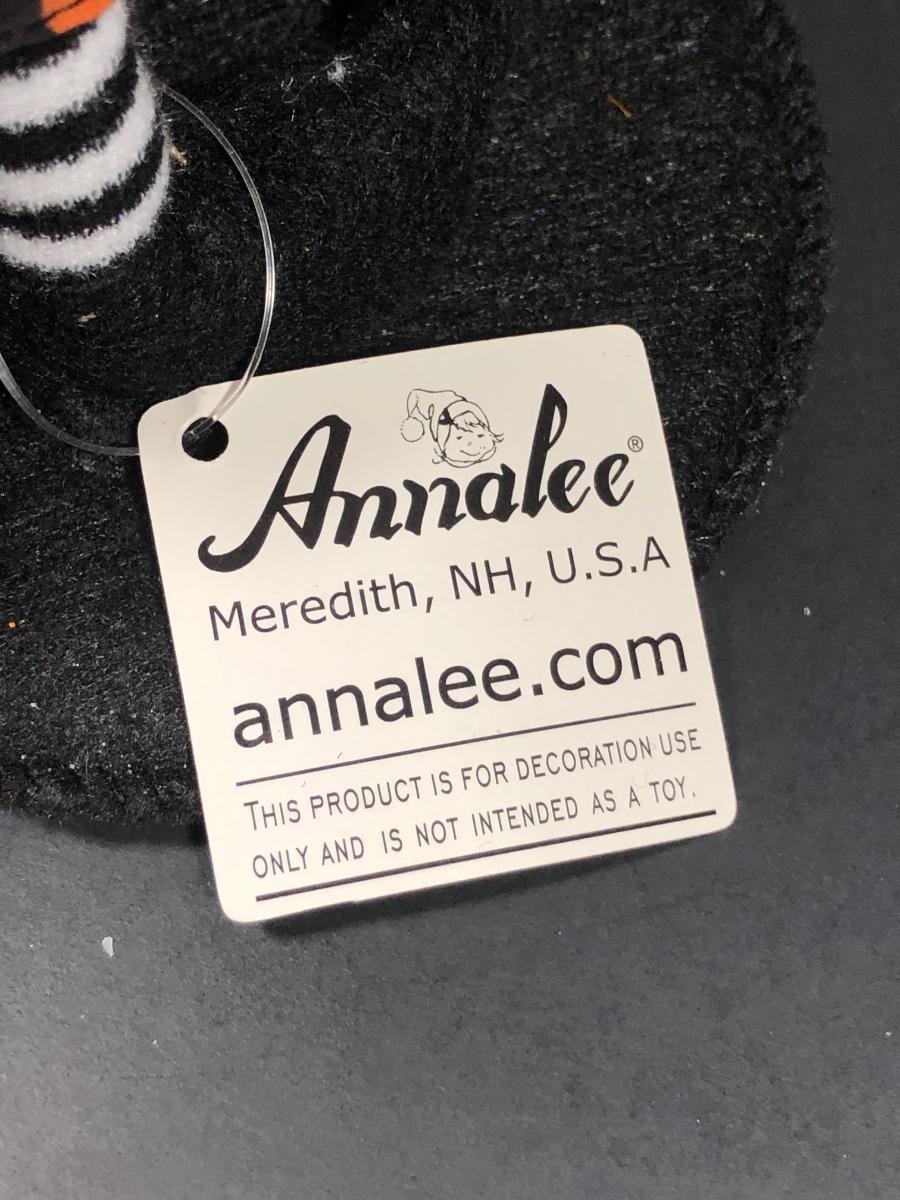 Annalee®
Meredith, NH, U.S.A
annalee.com
THIS PRODUCT IS FOR DECORATION USE
ONLY AND IS NOT INTENDED AS A TOY.